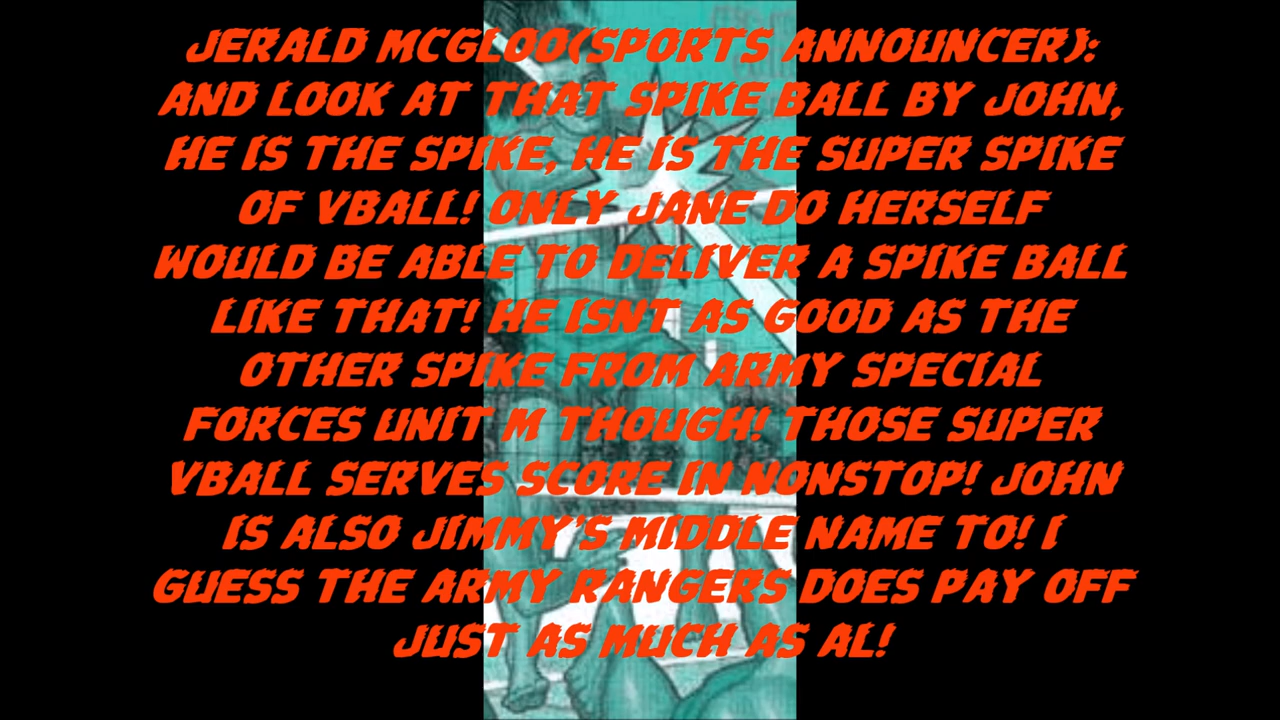 JERALD MCGLOO(SPORTS ANNOUNCER):
AND LOOK AT THAT SPIKE BALL BY JOHN,
HE IS THE SPIKE, HE IS THE SUPER SPIKE
OF VBALL! ONLY JANE DO HERSELF
WOULD BE ABLE TO DELIVER A SPIKE BALL
LIKE THAT! HE ISNT AS GOOD AS THE
OTHER SPIKE FROM ARMY SPECIAL
FORCES UNIT M THOUGH! THOSE SUPER
VBALL SERVES SCORE IN NONSTOP! JOHN
IS ALSO JIMMY'S MIDDLE NAME TO! I
GUESS THE ARMY RANGERS DOES PAY OFF
JUST AS MUCH AS AL!